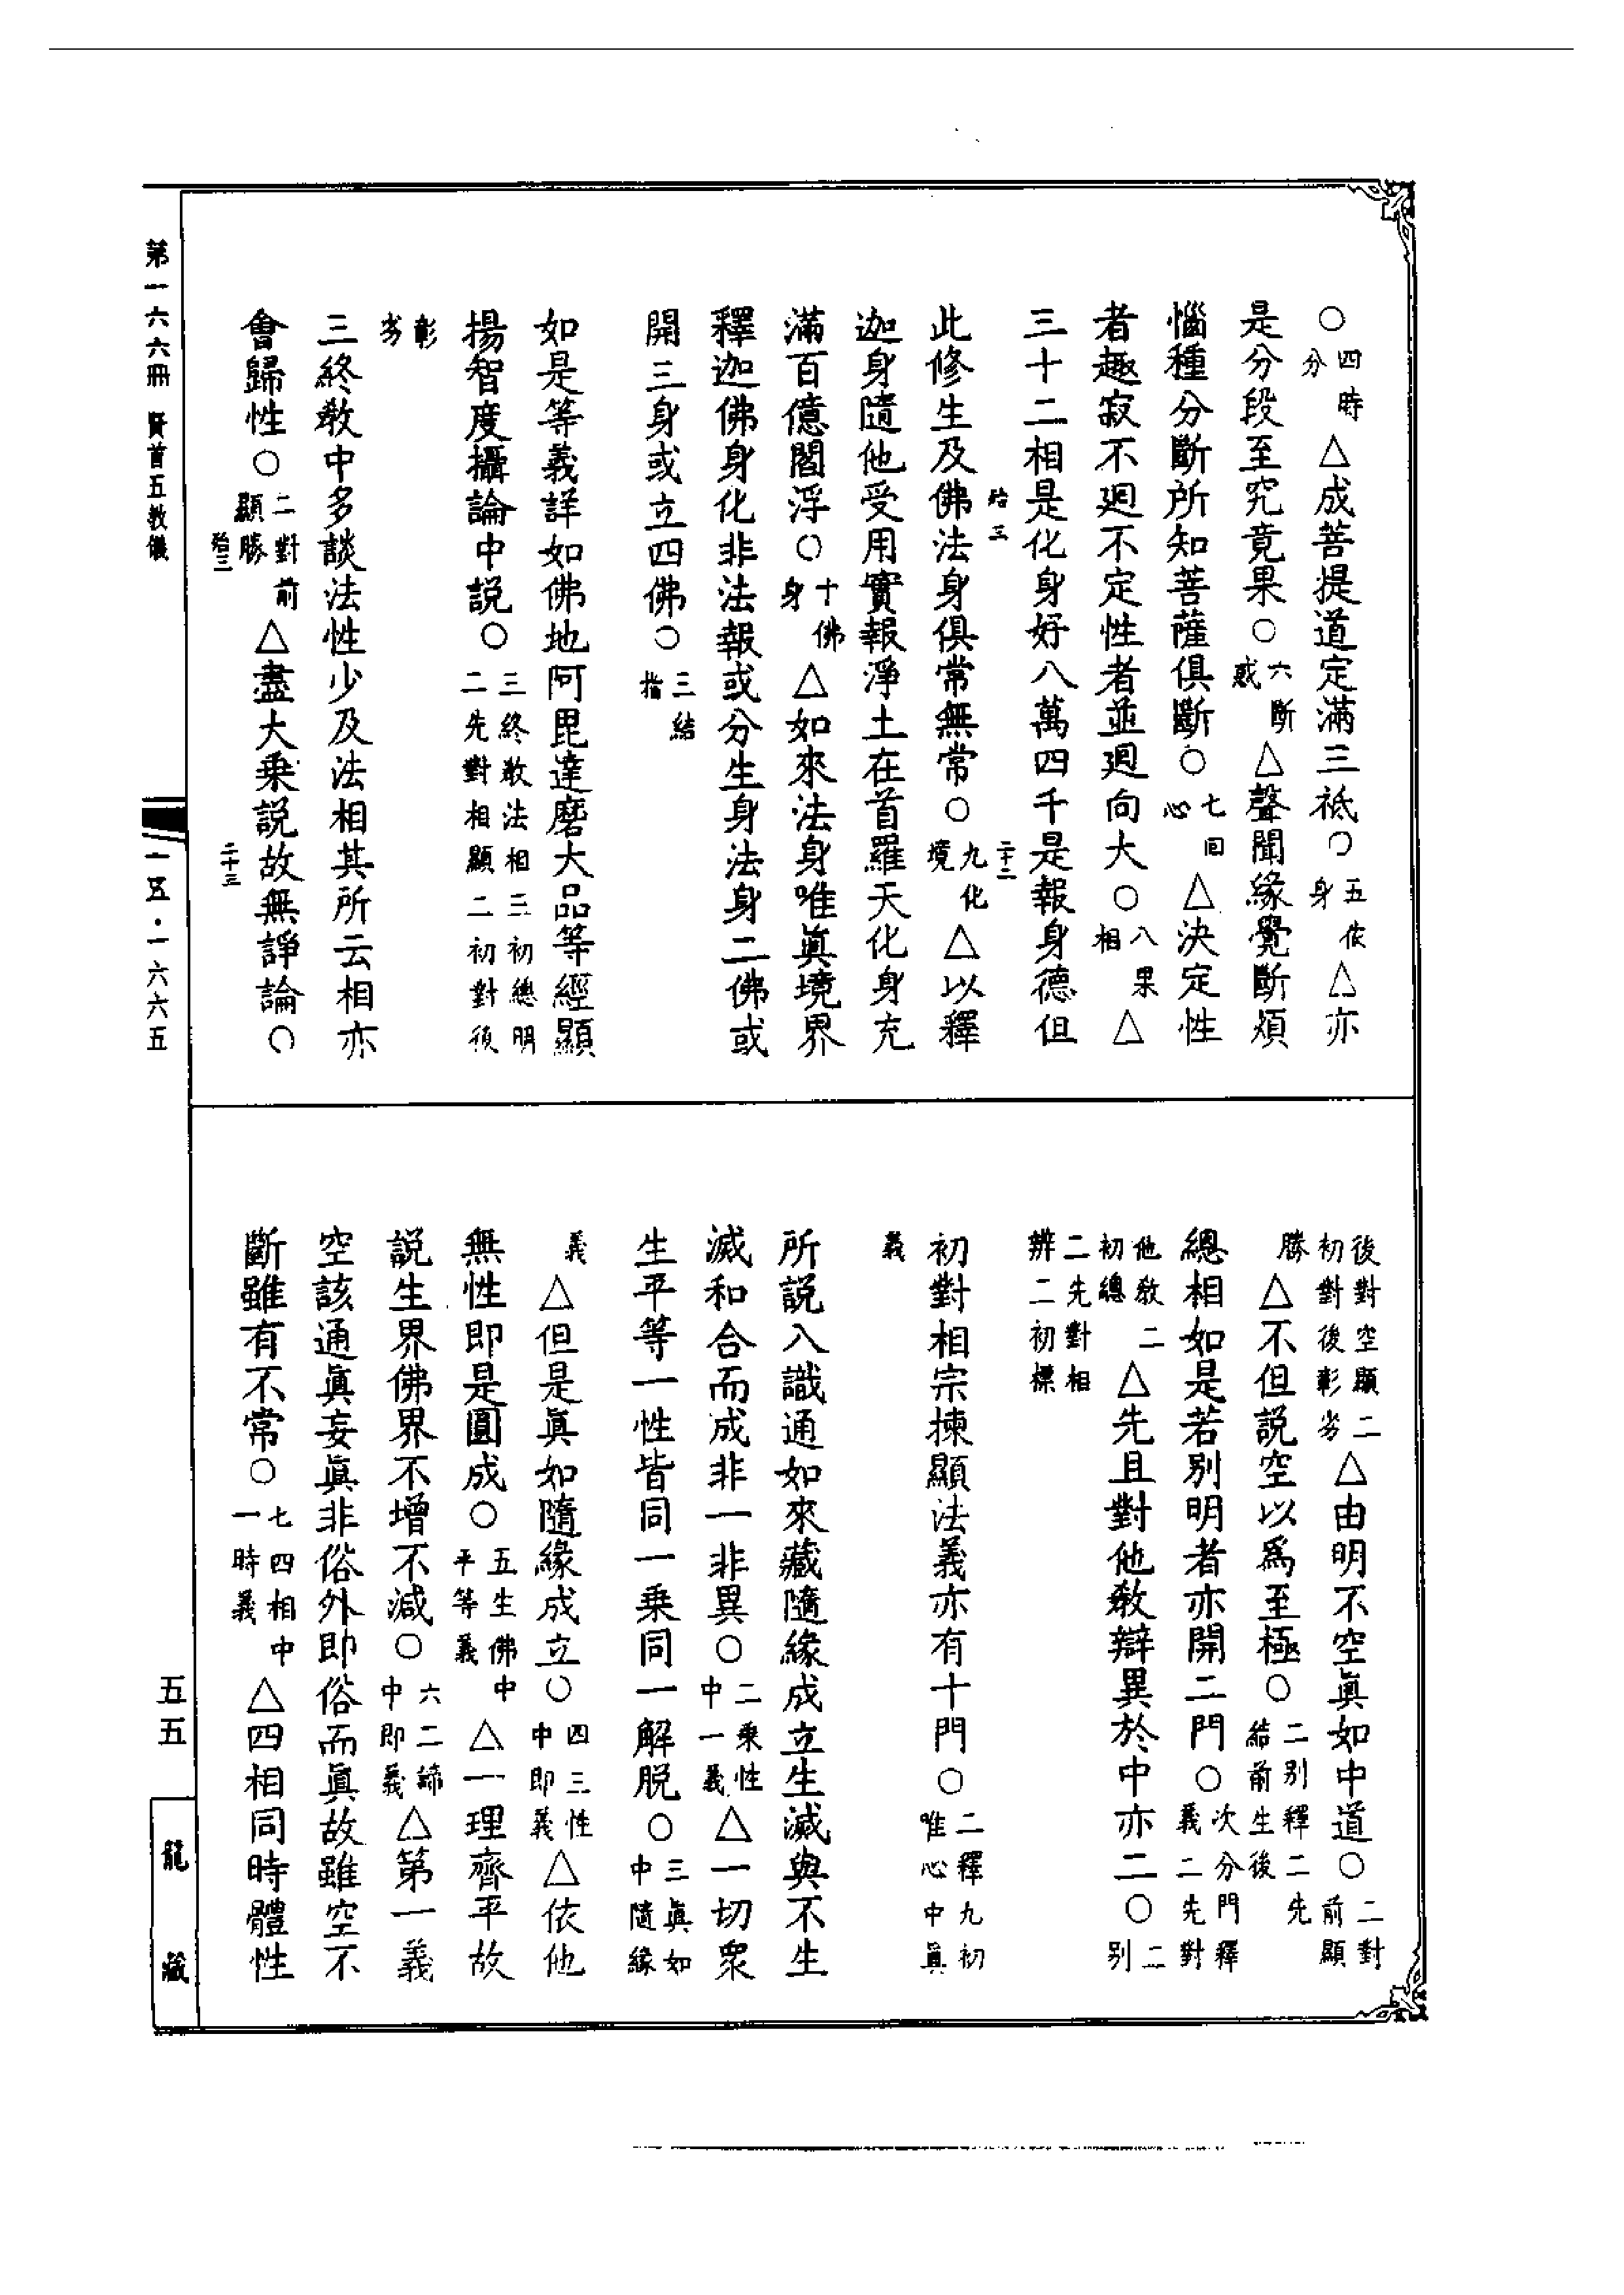 ○四時分△成菩提道定滿三祇○五依身△亦
是分段至究竟果○六斷惑△聲聞緣覺斷煩
惱種分斷所知菩薩俱斷○七回心△決定性
者趣寂不迴不定性者並迴向大○八果相△
三十二相是化身好八萬四千是報身德但
此修生及佛法身俱常無常○九化境△以釋
迦身隨他受用實報淨土在首羅天化身充
滿百億閻浮○十佛身△如來法身唯眞境界
釋迦佛身化非法報或分生身法身二佛或
開三身或立四佛○三結指
如是等義詳如佛地阿毘達磨大品等經顯
揚智度攝論中說○三終敎法相三初總明二先對相顯二初對後
彰劣
三終敎中多談法性少及法相其所云相亦
會歸性○二對前顯勝△盡大乗說故無諍論○
殆三
二十二
殆三
二十三
第一六六冊 賢首五教儀
一五·一六六五
後對空顯二初對後彰劣△由明不空眞如中道○二對前顯
勝△不但說空以爲至極○二別釋二先結前生後
總相如是若別明者亦開二門○次分門釋義二先對
他敎二初總△先且對他敎辯異於中亦二○二別
二先對相辨二初標
初對相宗揀顯法義亦有十門○二釋九初唯心中眞
義
所說八識通如來藏隨緣成立生滅與不生
滅和合而成非一非異○二乗性中一義△一切衆
生平等一性皆同一乗同一解脫○三眞如中隨緣
義△但是眞如隨緣成立○四三性中即義△依他
無性即是圓成○五生佛中平等義△一理齊平故
說生界佛界不增不減○六二諦中即義△第一義
空該通眞妄眞非俗外即俗而眞故雖空不
斷雖有不常○七四相中一時義△四相同時體性
五五
龍藏